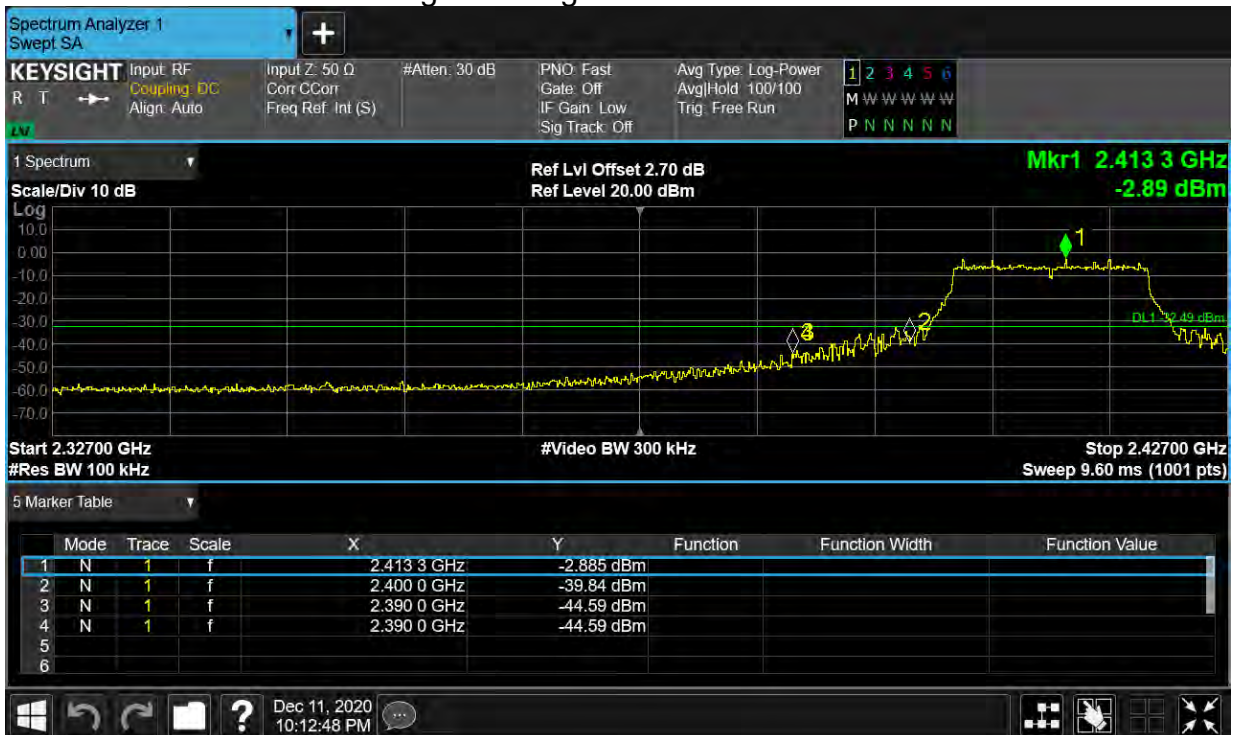 Spectrum Analyzer 1
Swept SA
+
KEYSIGHT Input: RF Input Z: 50 Ω #Atten: 30 dB PNO: Fast Avg Type: Log-Power 1 2 3 4 5 6
R T Coupling: DC Corr CCorr Gate: Off Avg|Hold: 100/100 M W W W W W
Align: Auto Freq Ref: Int (S) IF Gain: Low Trig: Free Run
Sig Track: Off P N N N N N N
LXI
1 Spectrum Ref Lvl Offset 2.70 dB Mkr1 2.413 3 GHz
Scale/Div 10 dB Ref Level 20.00 dBm -2.89 dBm
Log
10.0
1
0.00
-10.0
-20.0
-30.0
2
DL1 -32.49 dBm
-40.0
-50.0
-60.0
-70.0
Start 2.32700 GHz #Video BW 300 kHz Stop 2.42700 GHz
#Res BW 100 kHz Sweep 9.60 ms (1001 pts)
5 Marker Table
Mode Trace Scale X Y Function Function Width Function Value
1 N 1 f 2.413 3 GHz -2.885 dBm
2 N 1 f 2.400 0 GHz -39.84 dBm
3 N 1 f 2.390 0 GHz -44.59 dBm
4 N 1 f 2.390 0 GHz -44.59 dBm
5
6
? Dec 11, 2020
10:12:48 PM